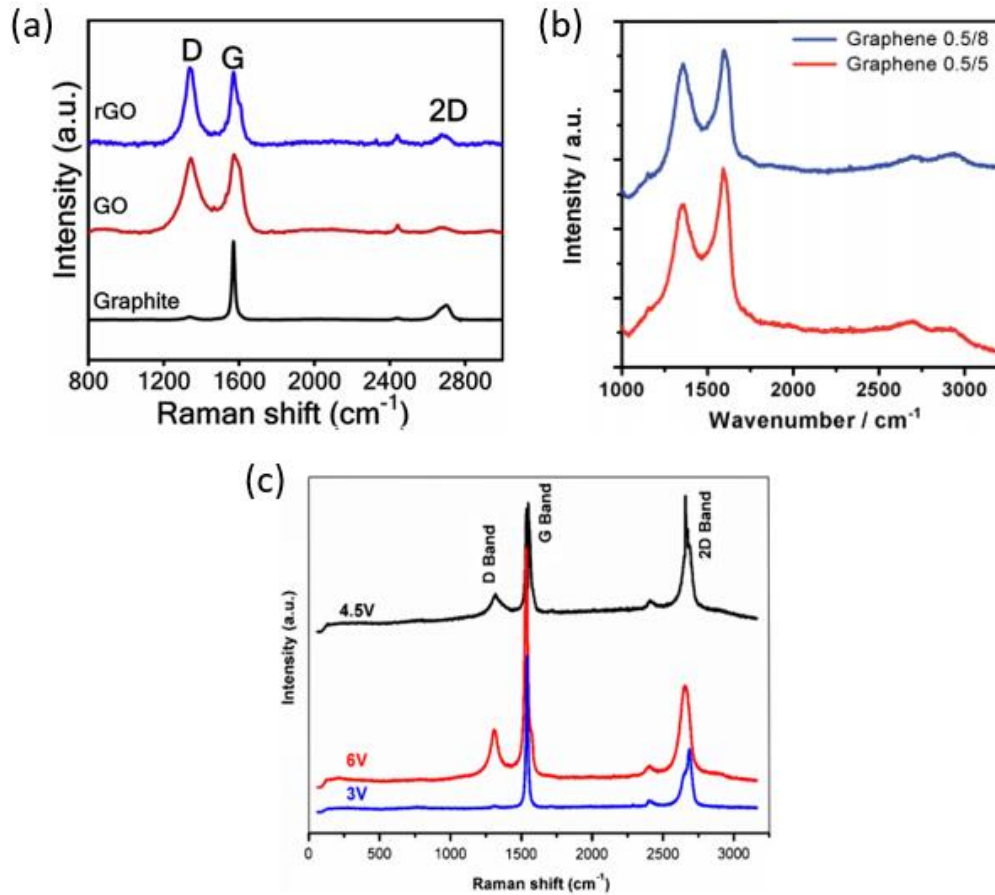 (a)
D
G
2D
rGO
GO
Graphite
Intensity (a.u.)
800 1200 1600 2000 2400 2800
Raman shift (cm⁻¹)
(b)
Graphene 0.5/8
Graphene 0.5/5
Intensity / a.u.
1000 1500 2000 2500 3000
Wavenumber / cm⁻¹
(c)
D Band
G Band
2D Band
4.5V
6V
3V
Intensity (a.u.)
0 500 1000 1500 2000 2500 3000
Raman shift (cm⁻¹)